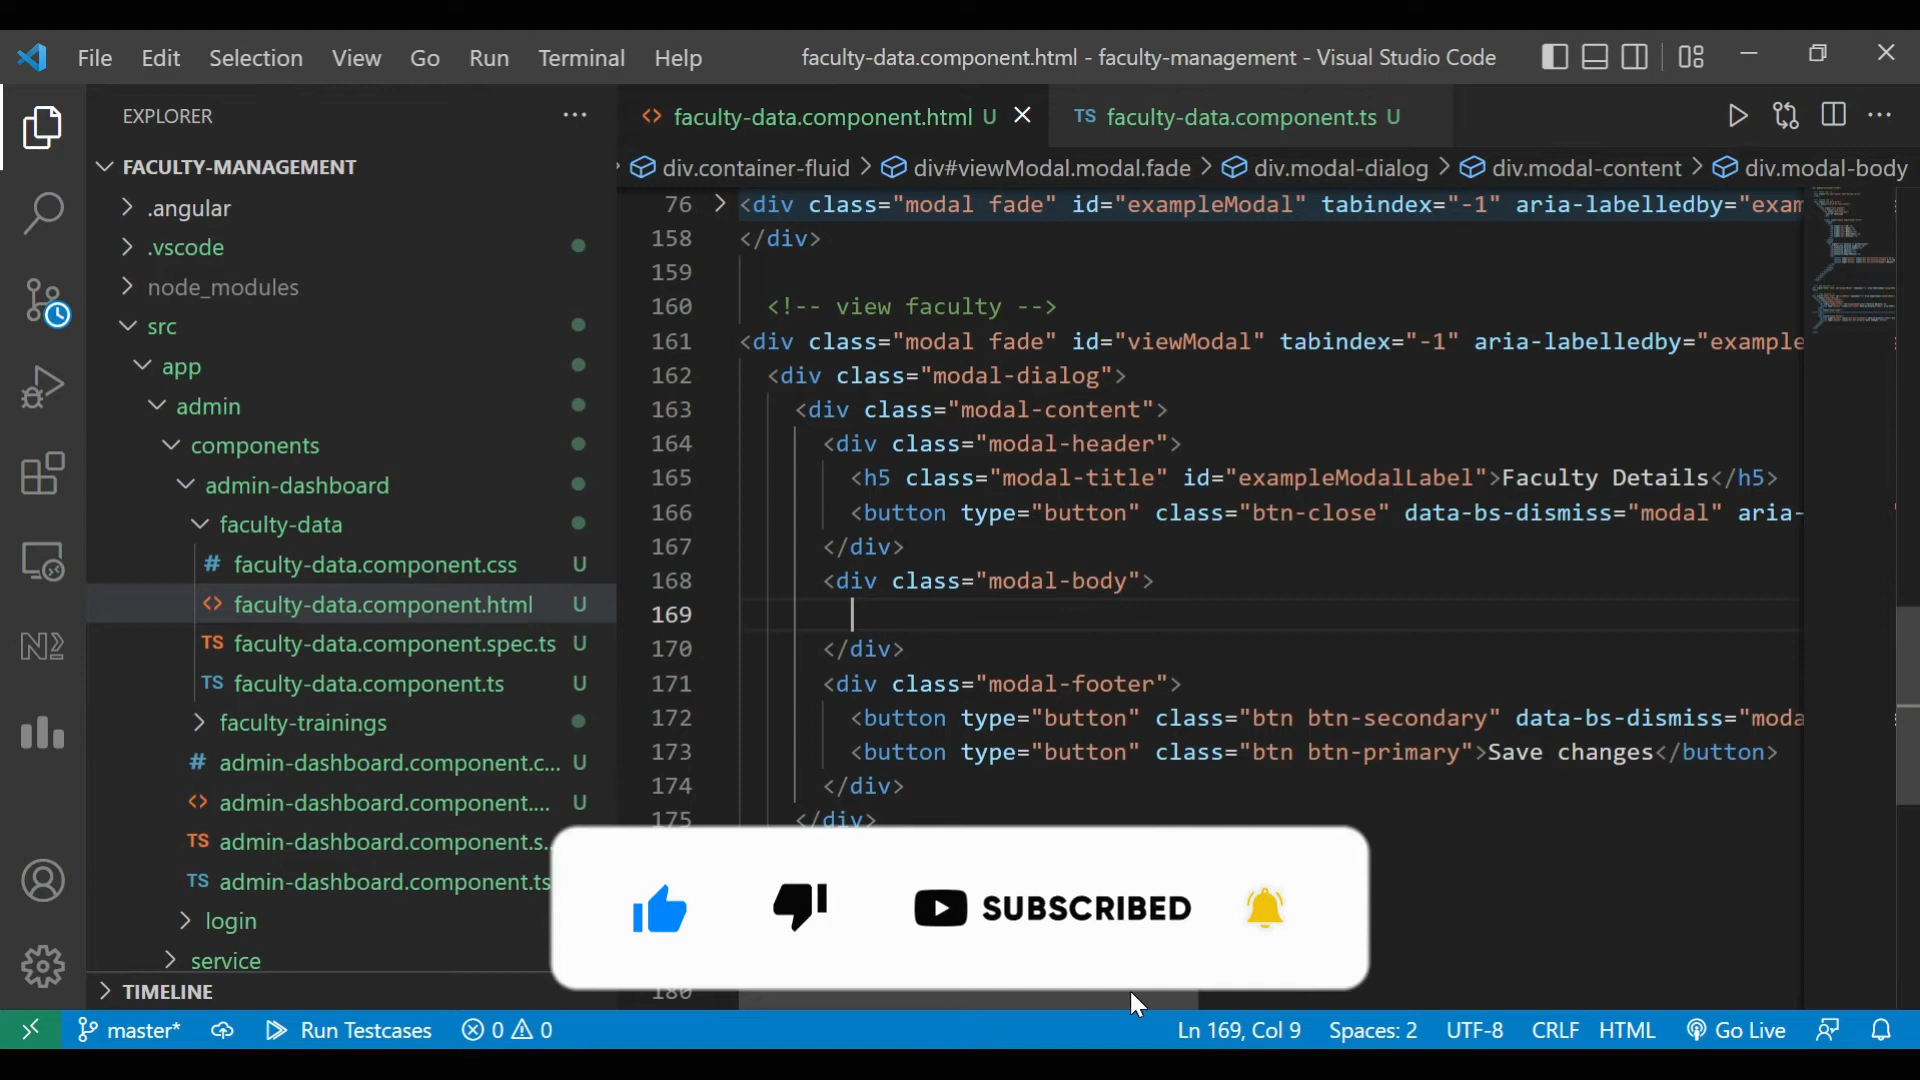 File Edit Selection View Go Run Terminal Help faculty-data.component.html - faculty-management - Visual Studio Code
EXPLORER
faculty-data.component.html U
TS faculty-data.component.ts U
div.container-fluid > div#viewModal.modal.fade > div.modal-dialog > div.modal-content > div.modal-body
FACULTY-MANAGEMENT
.angular
.vscode
node_modules
src
app
admin
components
admin-dashboard
faculty-data
# faculty-data.component.css U
<> faculty-data.component.html U
TS faculty-data.component.spec.ts U
TS faculty-data.component.ts U
faculty-trainings
# admin-dashboard.component.c... U
<> admin-dashboard.component.... U
TS admin-dashboard.component.s...
TS admin-dashboard.component.ts
login
service
TIMELINE
76 <div class="modal fade" id="exampleModal" tabindex="-1" aria-labelledby="exam
158 </div>
159
160 <!-- view faculty -->
161 <div class="modal fade" id="viewModal" tabindex="-1" aria-labelledby="example
162 <div class="modal-dialog">
163 <div class="modal-content">
164 <div class="modal-header">
165 <h5 class="modal-title" id="exampleModalLabel">Faculty Details</h5>
166 <button type="button" class="btn-close" data-bs-dismiss="modal" aria-
167 </div>
168 <div class="modal-body">
169
170 </div>
171 <div class="modal-footer">
172 <button type="button" class="btn btn-secondary" data-bs-dismiss="moda
173 <button type="button" class="btn btn-primary">Save changes</button>
174 </div>
175 </div>
180
SUBSCRIBED
master* Run Testcases 0 0 Ln 169, Col 9 Spaces: 2 UTF-8 CRLF HTML Go Live